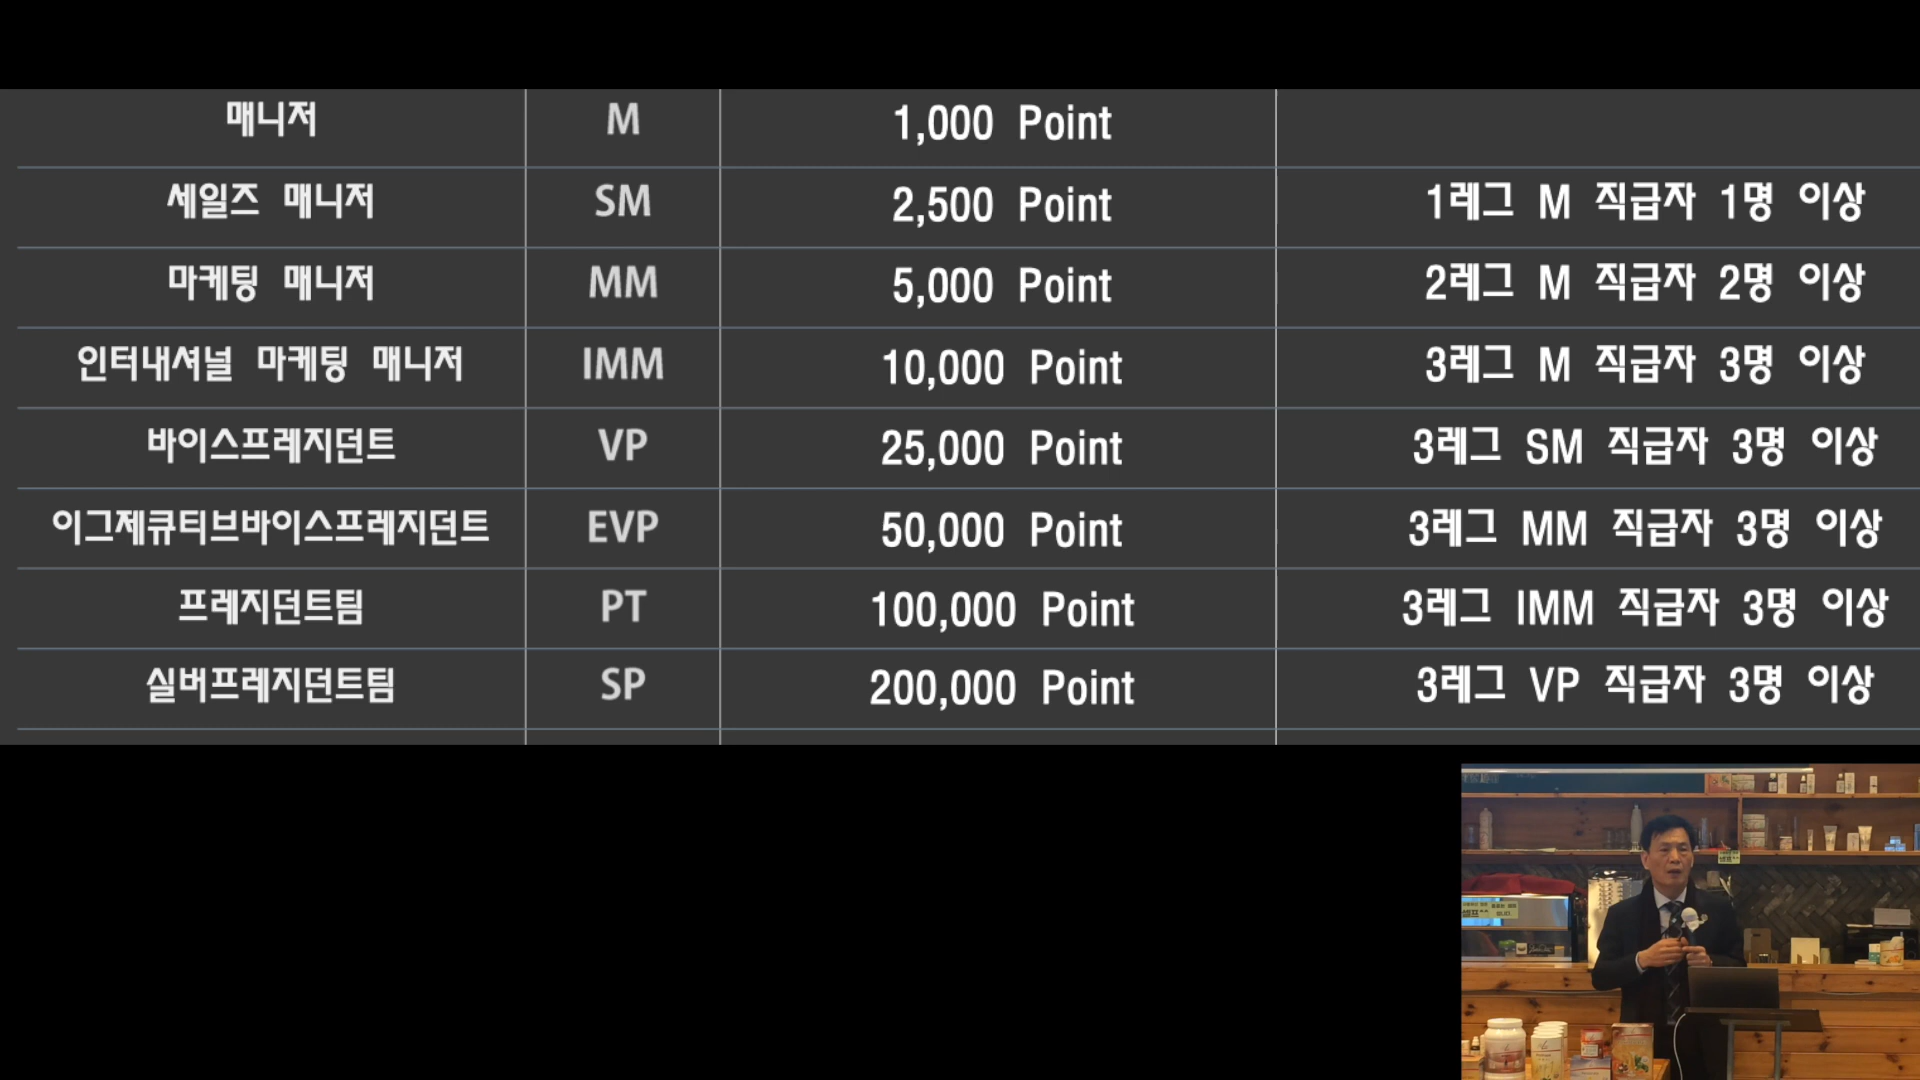 매니저 M 1,000 Point
세일즈 매니저 SM 2,500 Point 1레그 M 직급자 1명 이상
마케팅 매니저 MM 5,000 Point 2레그 M 직급자 2명 이상
인터내셔널 마케팅 매니저 IMM 10,000 Point 3레그 M 직급자 3명 이상
바이스프레지던트 VP 25,000 Point 3레그 SM 직급자 3명 이상
이그제큐티브바이스프레지던트 EVP 50,000 Point 3레그 MM 직급자 3명 이상
프레지던트팀 PT 100,000 Point 3레그 IMM 직급자 3명 이상
실버프레지던트팀 SP 200,000 Point 3레그 VP 직급자 3명 이상